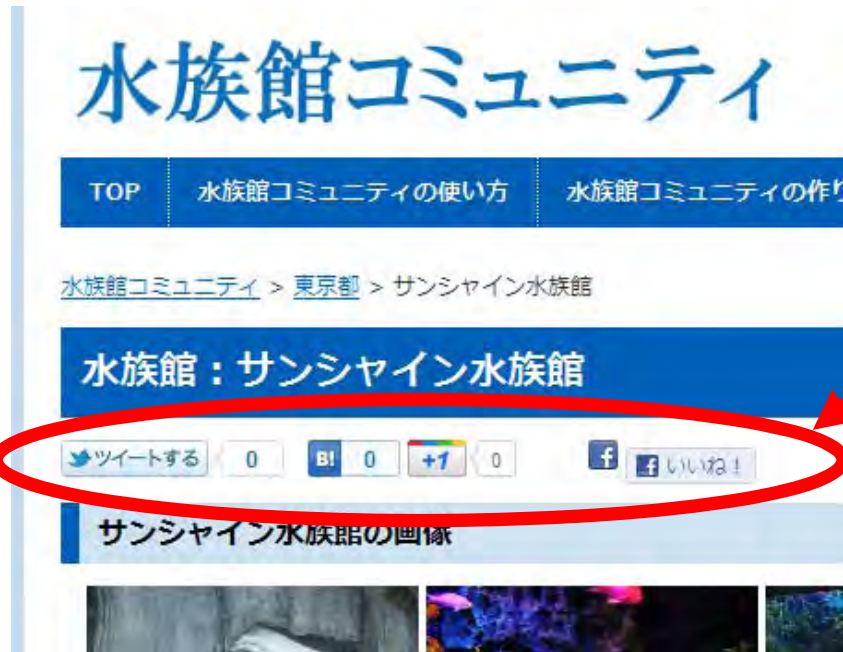 水族館コミュニティ
TOP 水族館コミュニティの使い方 水族館コミュニティの作り
水族館コミュニティ > 東京都 > サンシャイン水族館
水族館：サンシャイン水族館
ツイートする 0 B! 0 +1 0 f f いいね！
サンシャイン水族館の画像